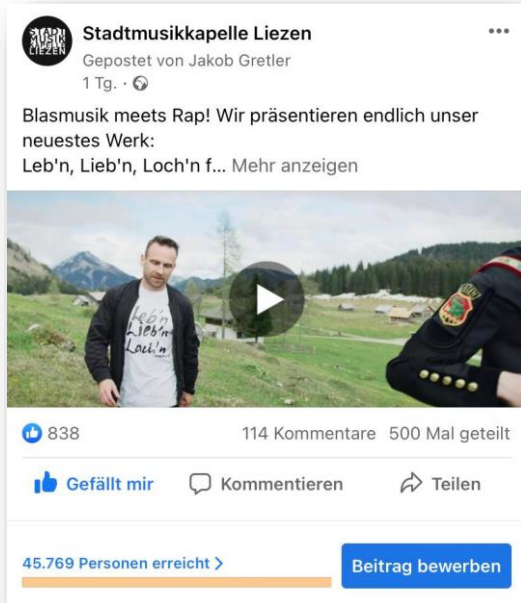 STADT
MUSIK
KAPELLE
LIEZEN
Stadtmusikkapelle Liezen
Gepostet von Jakob Gretler
1 Tg. ·
Blasmusik meets Rap! Wir präsentieren endlich unser
neuestes Werk:
Leb'n, Lieb'n, Loch'n f... Mehr anzeigen
Leb'n
Lieb'n
Loch'n
838 114 Kommentare 500 Mal geteilt
Gefällt mir Kommentieren Teilen
45.769 Personen erreicht Beitrag bewerben